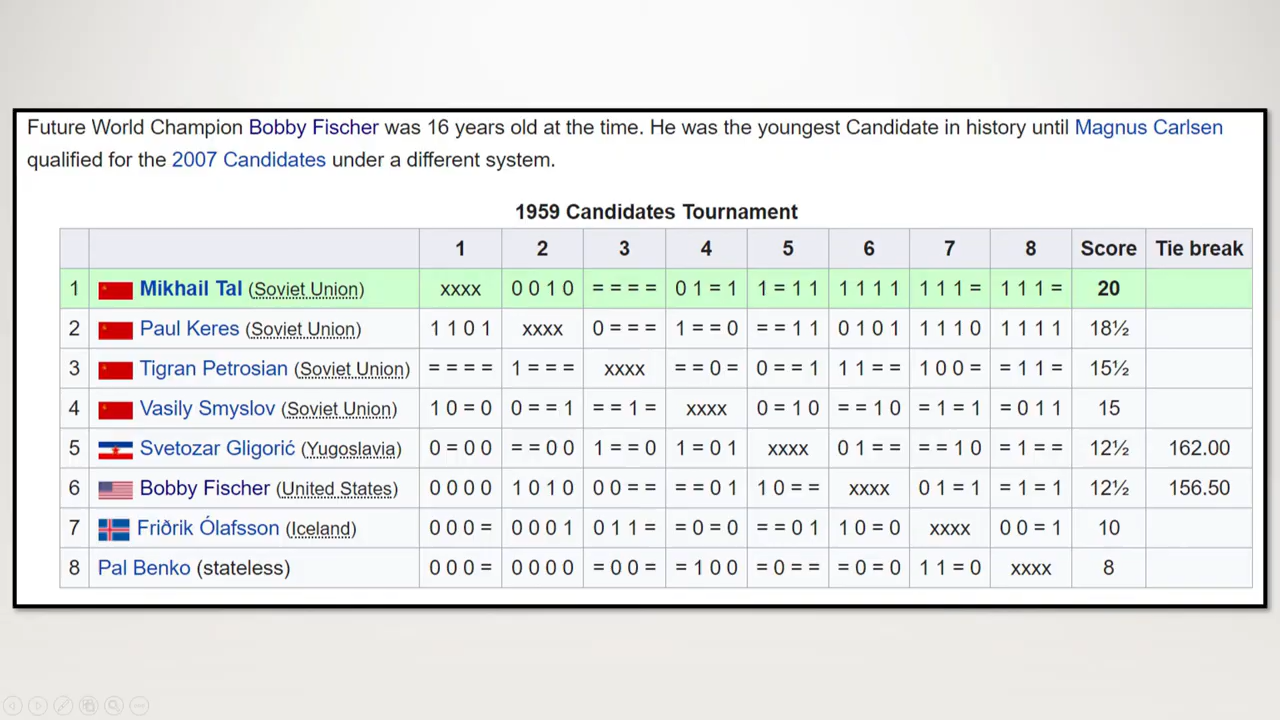 Future World Champion Bobby Fischer was 16 years old at the time. He was the youngest Candidate in history until Magnus Carlsen
qualified for the 2007 Candidates under a different system.
1959 Candidates Tournament
1 2 3 4 5 6 7 8 Score Tie break
1 Mikhail Tal (Soviet Union) xxxx 0 0 1 0 = = = = 0 1 = 1 1 = 1 1 1 1 1 1 1 1 1 = 1 1 1 = 20
2 Paul Keres (Soviet Union) 1 1 0 1 xxxx 0 = = = 1 = = 0 = = 1 1 0 1 0 1 1 1 1 0 1 1 1 1 18½
3 Tigran Petrosian (Soviet Union) = = = = 1 = = = xxxx = = 0 = 0 = = 1 1 1 = = 1 0 0 = = 1 1 = 15½
4 Vasily Smyslov (Soviet Union) 1 0 = 0 0 = = 1 = = 1 = xxxx 0 = 1 0 = = 1 0 = 1 = 1 = 0 1 1 15
5 Svetozar Gligorić (Yugoslavia) 0 = 0 0 = = 0 0 1 = = 0 1 = 0 1 xxxx 0 1 = = = = 1 0 = 1 = = 12½ 162.00
6 Bobby Fischer (United States) 0 0 0 0 1 0 1 0 0 0 = = = = 0 1 1 0 = = xxxx 0 1 = 1 = 1 = 1 12½ 156.50
7 Friðrik Ólafsson (Iceland) 0 0 0 = 0 0 0 1 0 1 1 = = 0 = 0 = = 0 1 1 0 = 0 xxxx 0 0 = 1 10
8 Pal Benko (stateless) 0 0 0 = 0 0 0 0 = 0 0 = = 1 0 0 = 0 = = = 0 = 0 1 1 = 0 xxxx 8